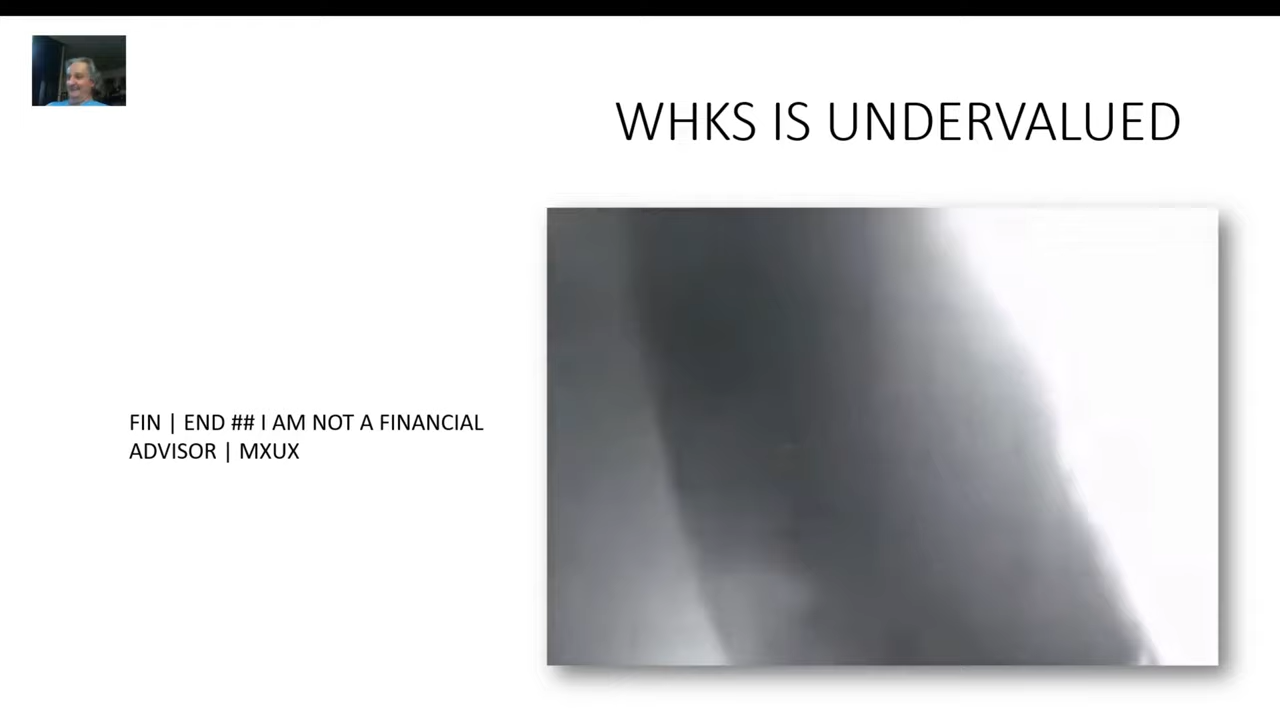 WHKS IS UNDERVALUED
FIN | END ## I AM NOT A FINANCIAL
ADVISOR | MXUX